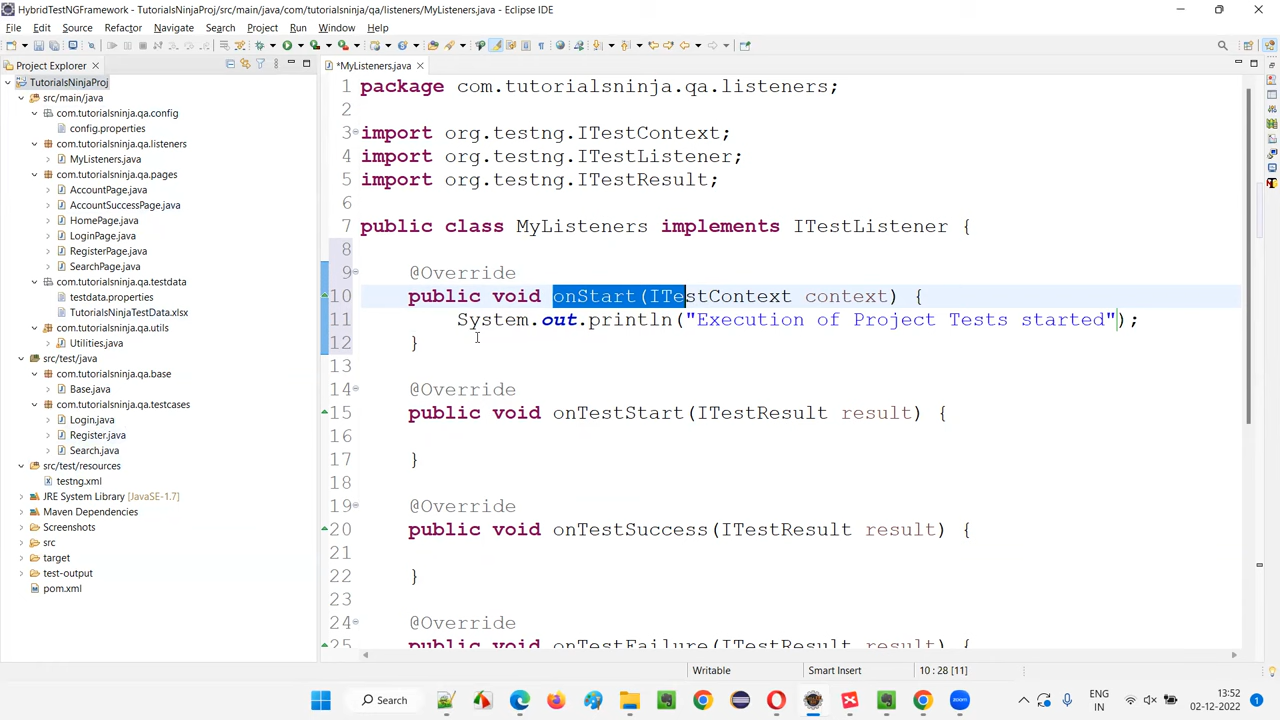 HybridTestNGFramework - TutorialsNinjaProj/src/main/java/com/tutorialsninja/qa/listeners/MyListeners.java - Eclipse IDE
File Edit Source Refactor Navigate Search Project Run Window Help
Project Explorer
TutorialsNinjaProj
src/main/java
com.tutorialsninja.qa.config
config.properties
com.tutorialsninja.qa.listeners
MyListeners.java
com.tutorialsninja.qa.pages
AccountPage.java
AccountSuccessPage.java
HomePage.java
LoginPage.java
RegisterPage.java
SearchPage.java
com.tutorialsninja.qa.testdata
testdata.properties
TutorialsNinjaTestData.xlsx
com.tutorialsninja.qa.utils
Utilities.java
src/test/java
com.tutorialsninja.qa.base
Base.java
com.tutorialsninja.qa.testcases
Login.java
Register.java
Search.java
src/test/resources
testng.xml
JRE System Library [JavaSE-1.7]
Maven Dependencies
Screenshots
src
target
test-output
pom.xml
*MyListeners.java
1 package com.tutorialsninja.qa.listeners;
2
3 import org.testng.ITestContext;
4 import org.testng.ITestListener;
5 import org.testng.ITestResult;
6
7 public class MyListeners implements ITestListener {
8
9 @Override
10 public void onStart(ITestContext context) {
11 System.out.println("Execution of Project Tests started");
12 }
13
14 @Override
15 public void onTestStart(ITestResult result) {
16
17 }
18
19 @Override
20 public void onTestSuccess(ITestResult result) {
21
22 }
23
24 @Override
25 public void onTestFailure(ITestResult result) {
Writable Smart Insert 10 : 28 [11]
Search
ENG
IN
13:52
02-12-2022